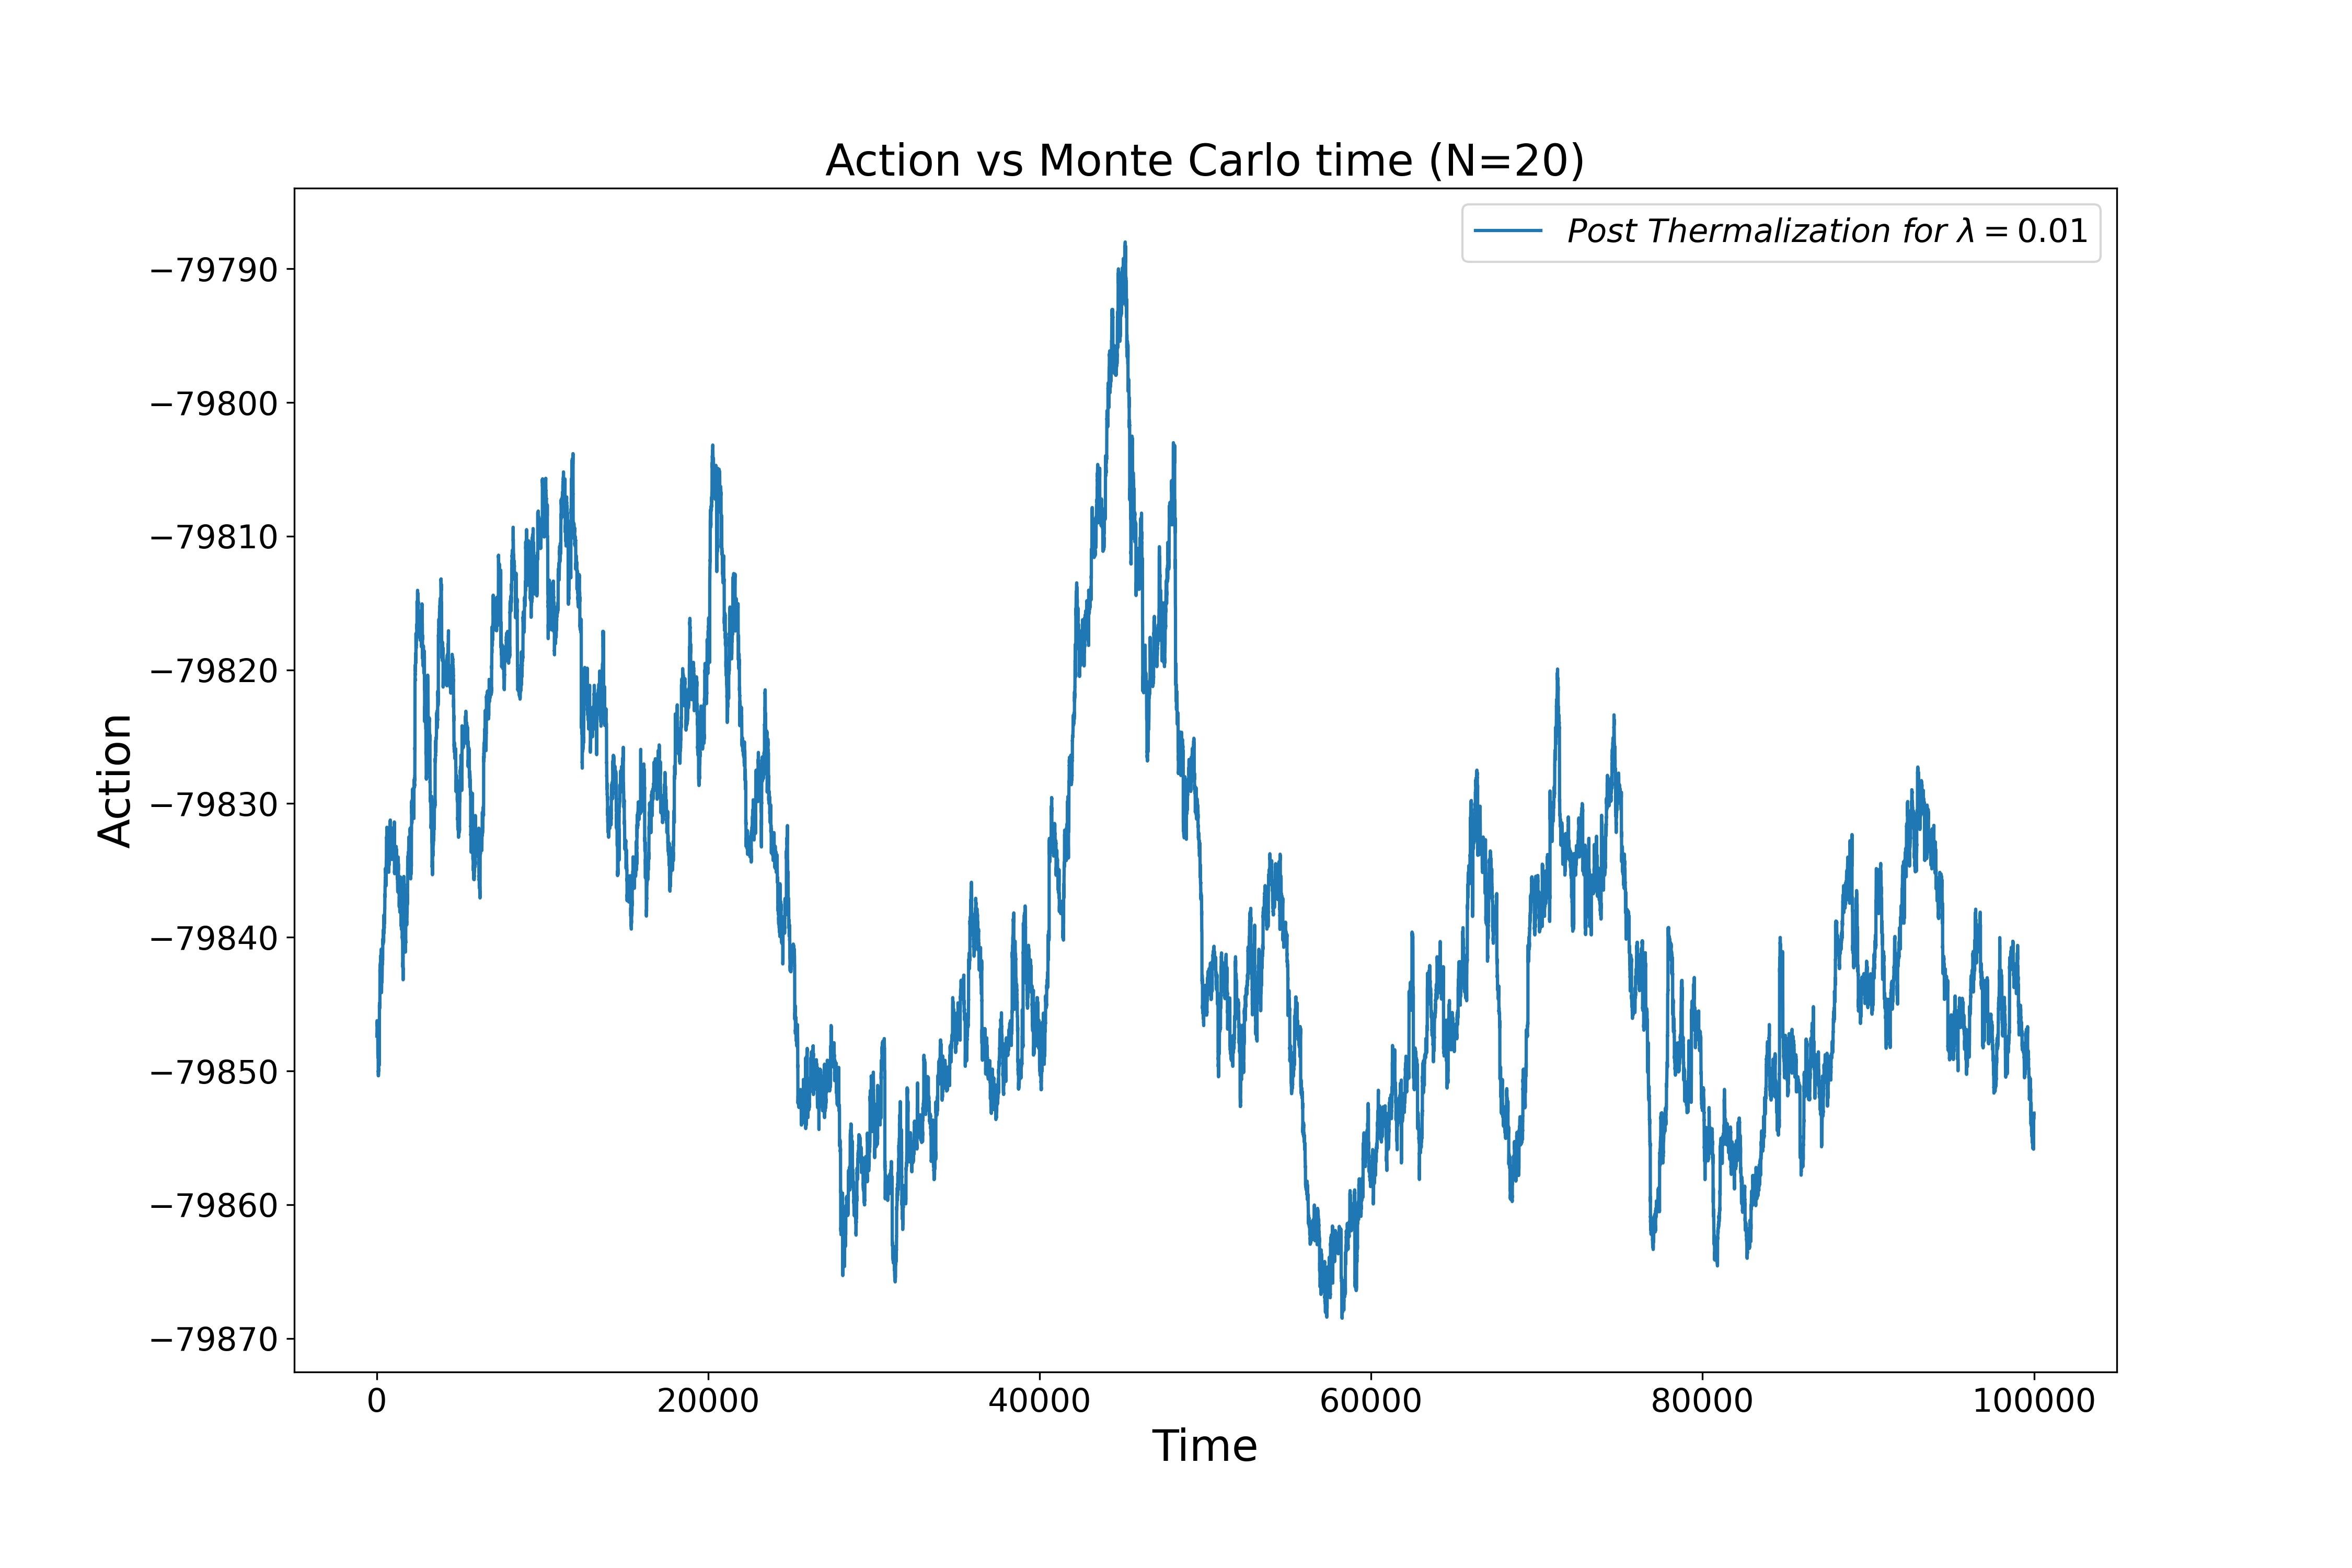 Action vs Monte Carlo time (N=20)
Post Thermalization for λ = 0.01
−79790
−79800
−79810
−79820
−79830
−79840
−79850
−79860
−79870
Action
0 20000 40000 60000 80000 100000
Time